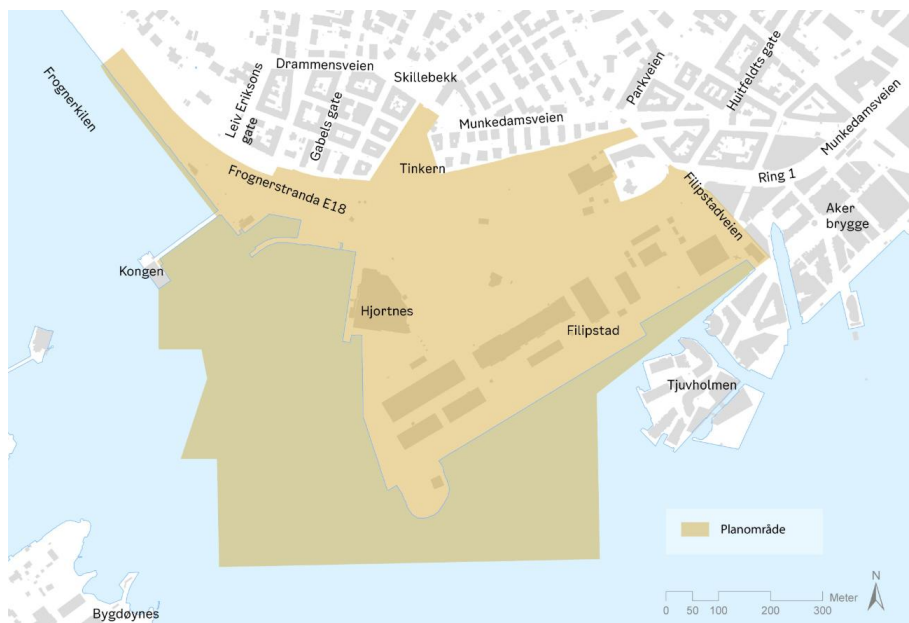 Frognerkilen
Drammensveien
Skillebekk
Leiv Eriksons
gate
Gabels gate
Parkveien
Huitfeldts gate
Munkedamsveien
Munkedamsveien
Tinkern
Ring 1
Frognerstranda E18
Filipstadveien
Aker
brygge
Kongen
Hjortnes
Filipstad
Tjuvholmen
Planområde
N
Meter
0 50 100 200 300
Bygdøynes